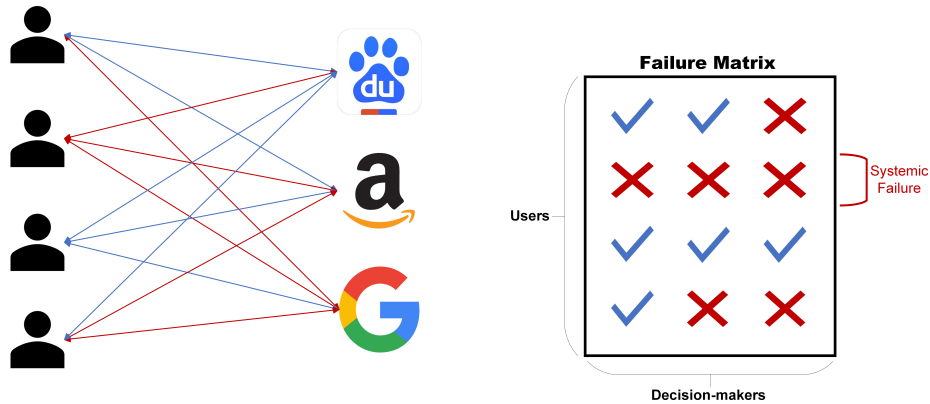 du
a
Failure Matrix
Users
Systemic
Failure
Decision-makers